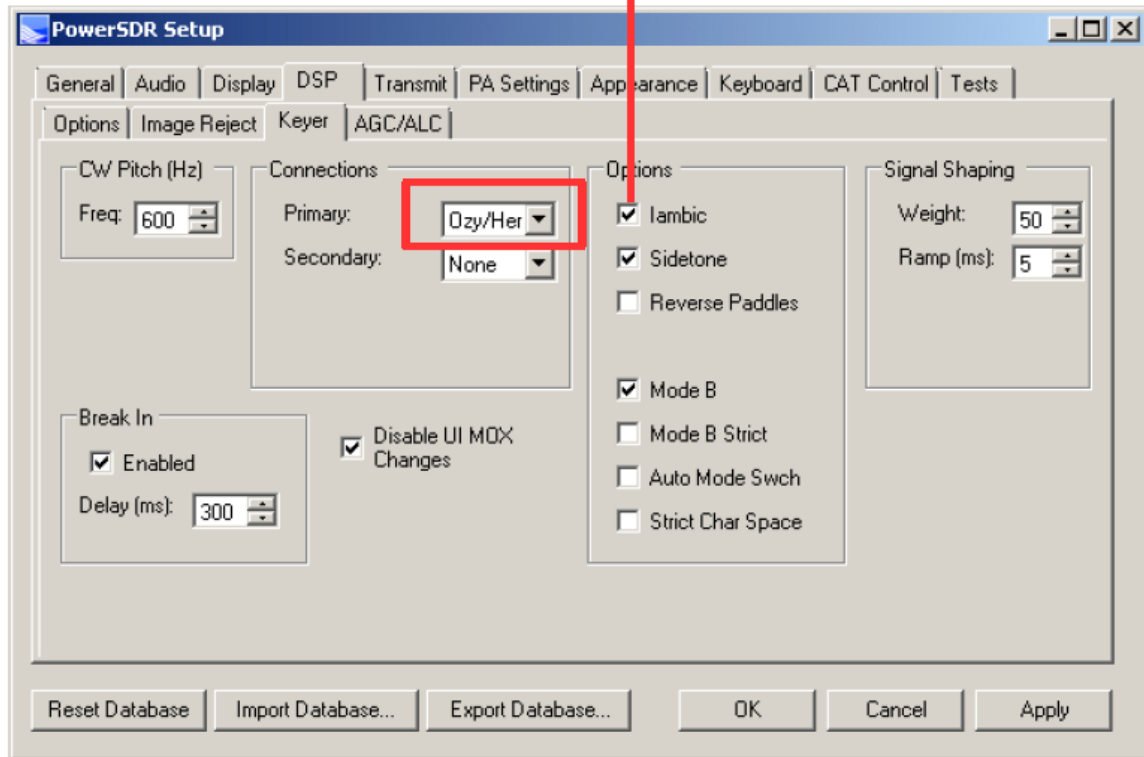 PowerSDR Setup
General Audio Display DSP Transmit PA Settings Appearance Keyboard CAT Control Tests
Options Image Reject Keyer AGC/ALC
CW Pitch (Hz)
Freq: 600
Connections
Primary: Ozy/Her
Secondary: None
Options
Iambic
Sidetone
Reverse Paddles
Mode B
Mode B Strict
Auto Mode Swch
Strict Char Space
Signal Shaping
Weight: 50
Ramp (ms): 5
Break In
Enabled
Delay (ms): 300
Disable UI MOX
Changes
Reset Database Import Database... Export Database... OK Cancel Apply